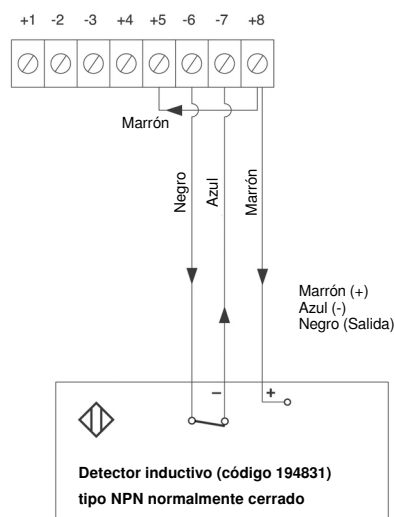 +1 -2 -3 +4 +5 -6 -7 +8
Marrón
Negro
Azul
Marrón
Marrón (+)
Azul (-)
Negro (Salida)
− +
Detector inductivo (código 194831)
tipo NPN normalmente cerrado